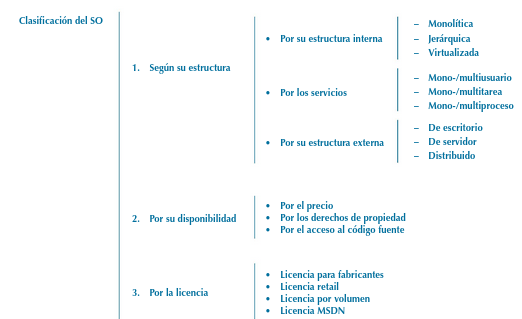 Clasificación del SO
1. Según su estructura
• Por su estructura interna
– Monolítica
– Jerárquica
– Virtualizada
• Por los servicios
– Mono-/multiusuario
– Mono-/multitarea
– Mono-/multiproceso
• Por su estructura externa
– De escritorio
– De servidor
– Distribuido
2. Por su disponibilidad
• Por el precio
• Por los derechos de propiedad
• Por el acceso al código fuente
3. Por la licencia
• Licencia para fabricantes
• Licencia retail
• Licencia por volumen
• Licencia MSDN